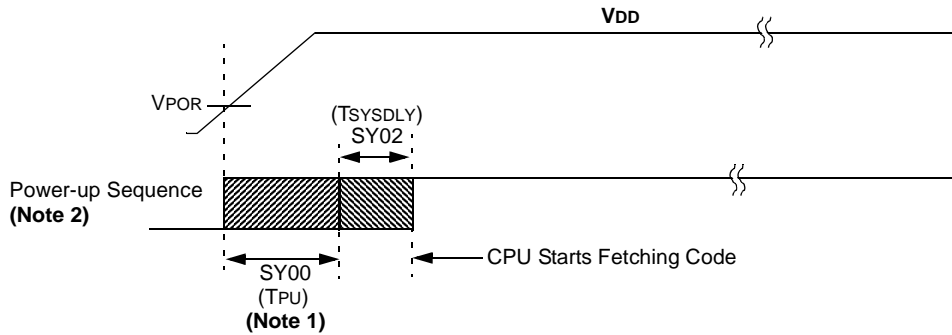 VDD
VPOR
(TSYSDLY)
SY02
Power-up Sequence
(Note 2)
CPU Starts Fetching Code
SY00
(TPU)
(Note 1)